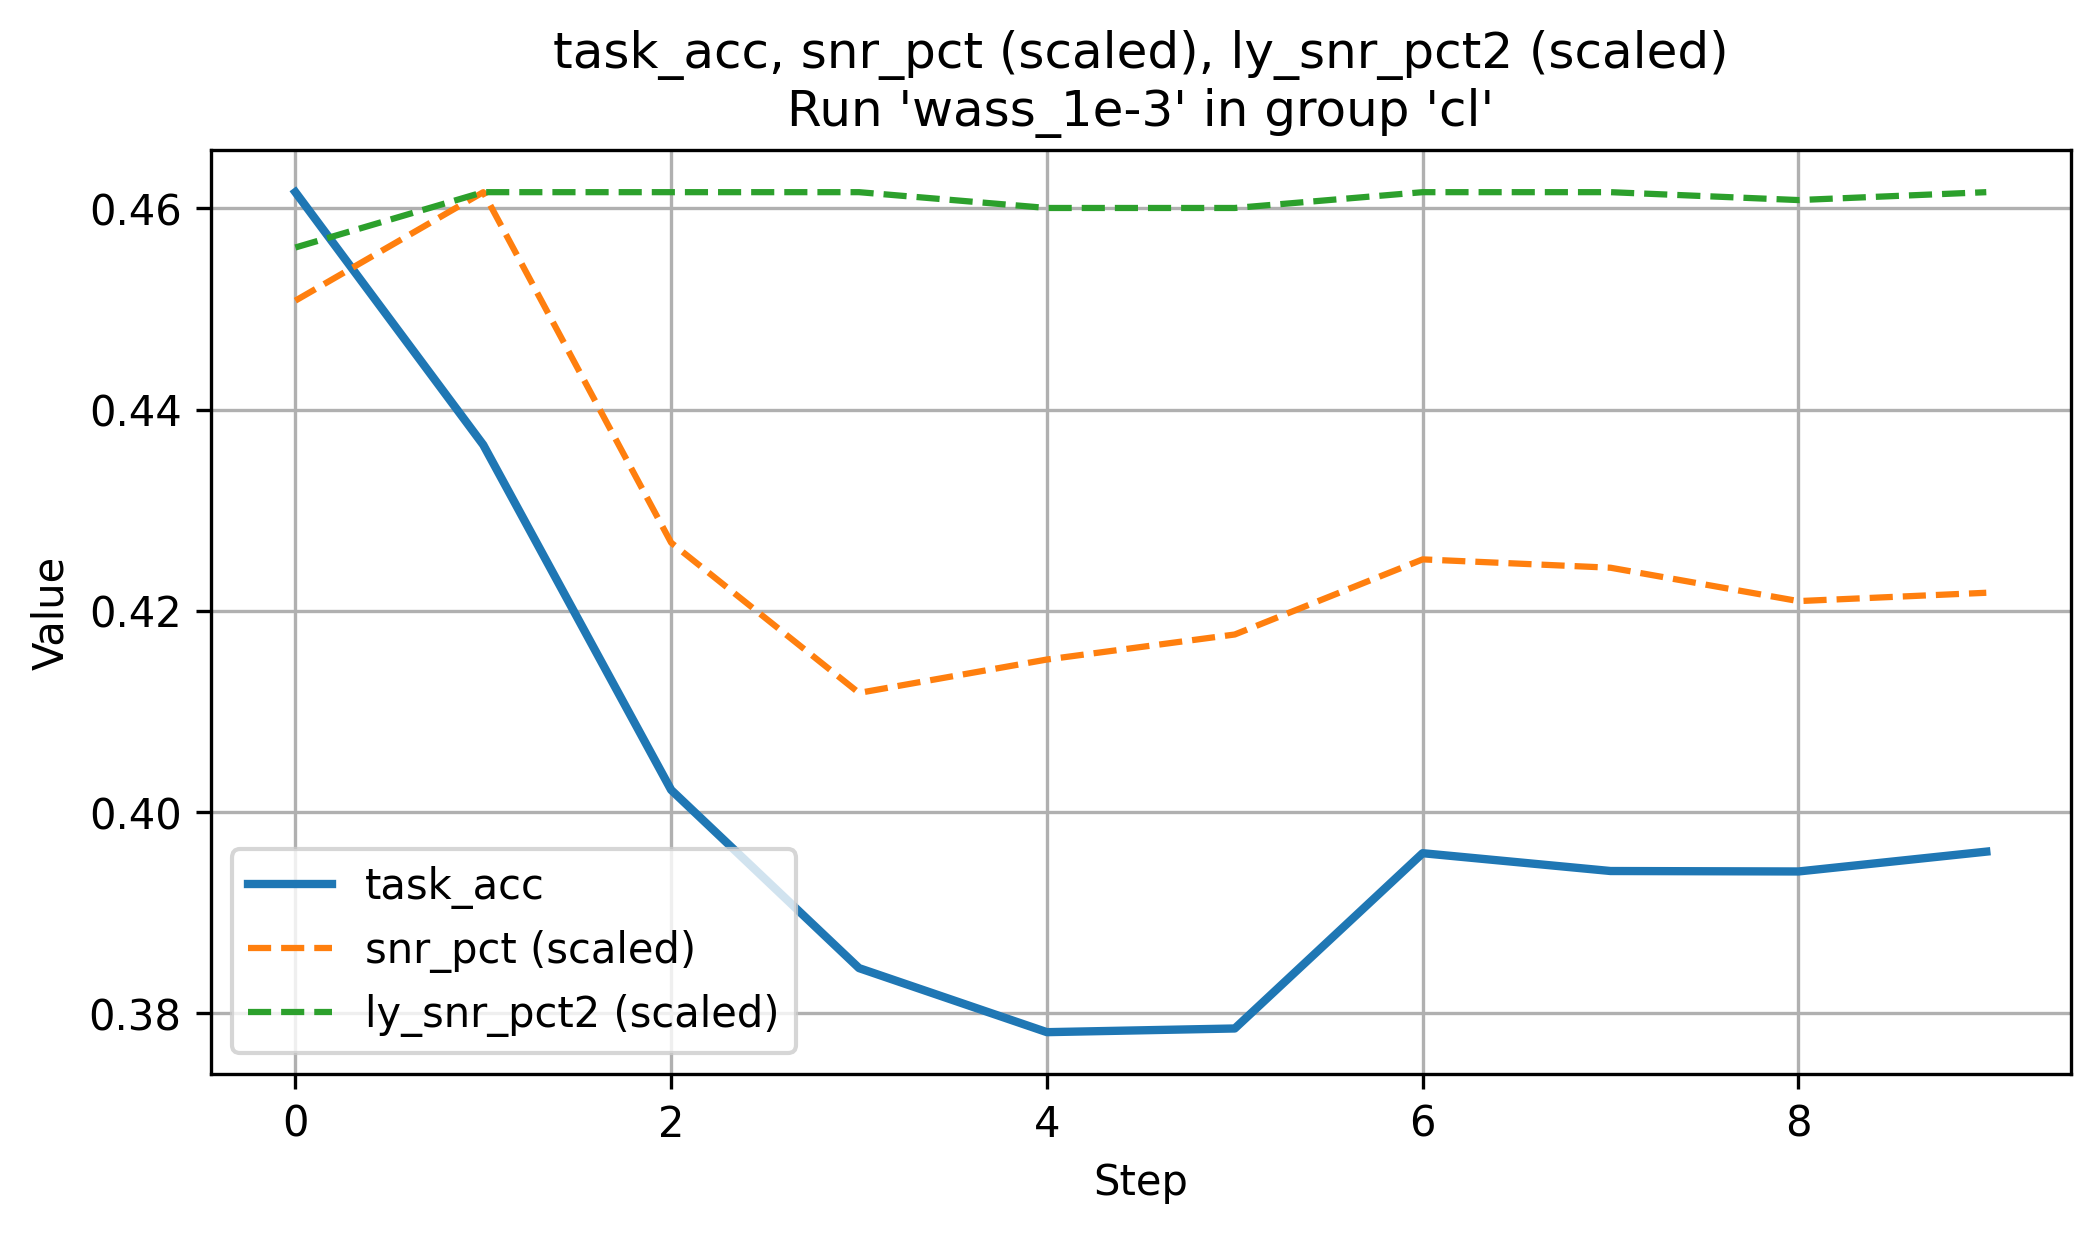 task_acc, snr_pct (scaled), ly_snr_pct2 (scaled)
Run 'wass_1e-3' in group 'cl'
Value
0.46
0.44
0.42
0.40
0.38
task_acc
snr_pct (scaled)
ly_snr_pct2 (scaled)
0 2 4 6 8
Step